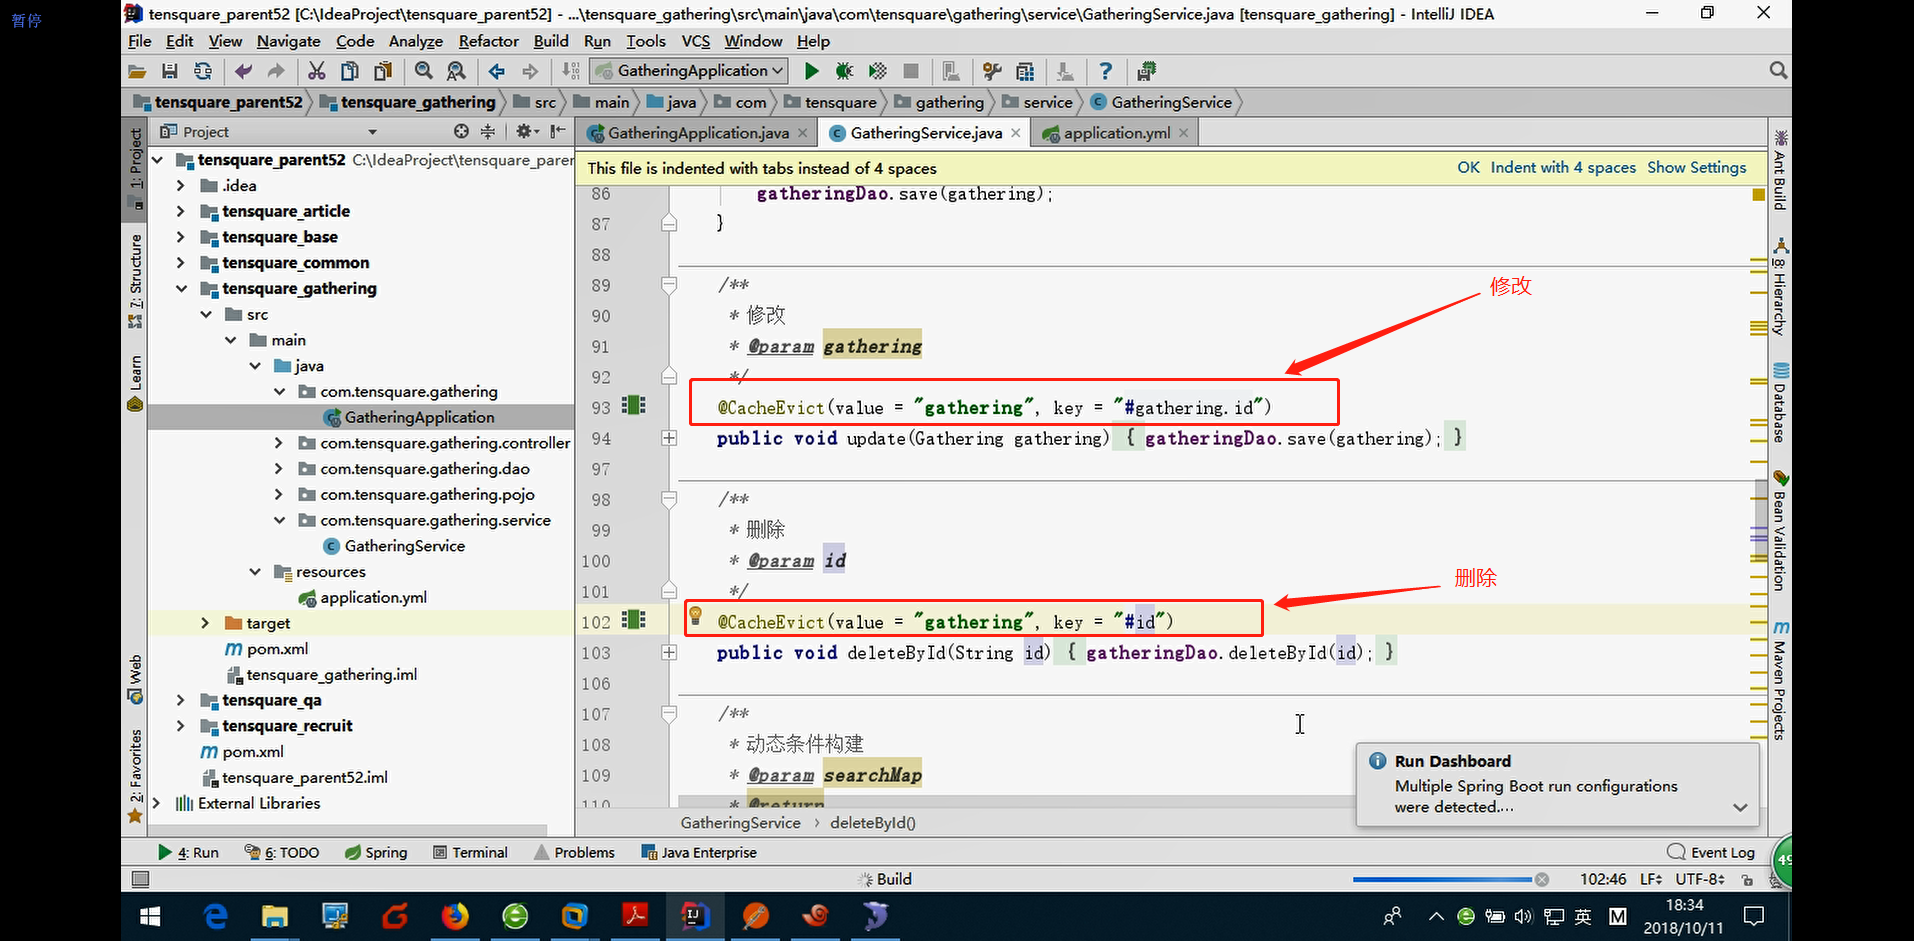 暂停
tensquare_parent52 [C:\IdeaProject\tensquare_parent52] - ...\tensquare_gathering\src\main\java\com\tensquare\gathering\service\GatheringService.java [tensquare_gathering] - IntelliJ IDEA
File Edit View Navigate Code Analyze Refactor Build Run Tools VCS Window Help
GatheringApplication
tensquare_parent52 tensquare_gathering src main java com tensquare gathering service GatheringService
Project
GatheringApplication.java GatheringService.java application.yml
This file is indented with tabs instead of 4 spaces OK Indent with 4 spaces Show Settings
1: Project
7: Structure
Learn
Web
2: Favorites
tensquare_parent52 C:\IdeaProject\tensquare_parer
.idea
tensquare_article
tensquare_base
tensquare_common
tensquare_gathering
src
main
java
com.tensquare.gathering
GatheringApplication
com.tensquare.gathering.controller
com.tensquare.gathering.dao
com.tensquare.gathering.pojo
com.tensquare.gathering.service
GatheringService
resources
application.yml
target
pom.xml
tensquare_gathering.iml
tensquare_qa
tensquare_recruit
pom.xml
tensquare_parent52.iml
External Libraries
86 gatheringDao.save(gathering);
87 }
88
89 /**
90 * 修改
91 * @param gathering
92 */
93 @CacheEvict(value = "gathering", key = "#gathering.id")
94 public void update(Gathering gathering) { gatheringDao.save(gathering); }
97
98 /**
99 * 删除
100 * @param id
101 */
102 @CacheEvict(value = "gathering", key = "#id")
103 public void deleteById(String id) { gatheringDao.deleteById(id); }
106
107 /**
108 * 动态条件构建
109 * @param searchMap
110 * @return
修改
删除
GatheringService › deleteById()
Ant Build
8: Hierarchy
Database
Bean Validation
Maven Projects
Run Dashboard
Multiple Spring Boot run configurations
were detected....
4: Run 6: TODO Spring Terminal Problems Java Enterprise Event Log
49
Build 102:46 LF UTF-8
英 M 18:34
2018/10/11